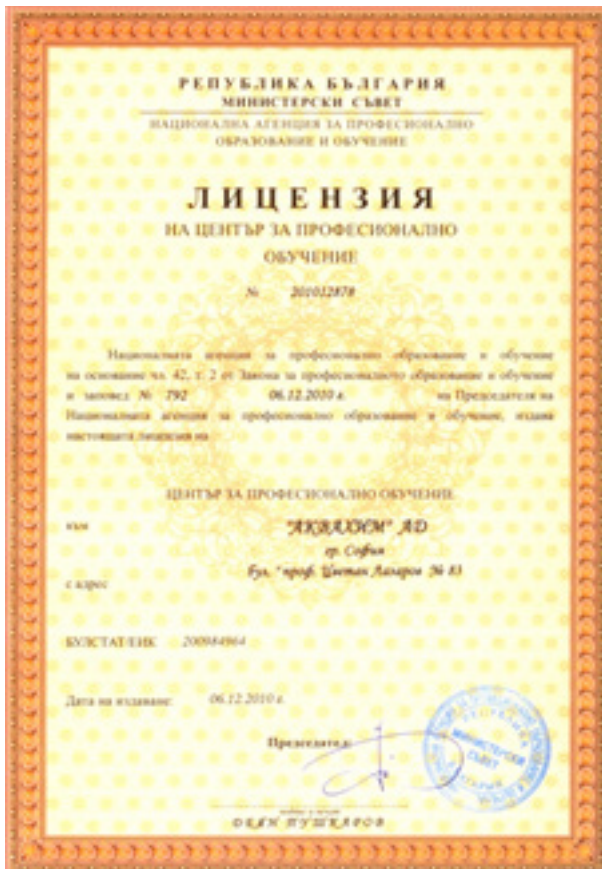 РЕПУБЛИКА БЪЛГАРИЯ
МИНИСТЕРСКИ СЪВЕТ
НАЦИОНАЛНА АГЕНЦИЯ ЗА ПРОФЕСИОНАЛНО
ОБРАЗОВАНИЕ И ОБУЧЕНИЕ
ЛИЦЕНЗИЯ
НА ЦЕНТЪР ЗА ПРОФЕСИОНАЛНО
ОБУЧЕНИЕ
№ 201012878
Националната агенция за професионално образование и обучение
на основание чл. 42, т. 2 от Закона за професионалното образование и обучение
и заповед № 792 06.12.2010 г. на Председателя на
Националната агенция за професионално образование и обучение, издава
настоящата лицензия на
ЦЕНТЪР ЗА ПРОФЕСИОНАЛНО ОБУЧЕНИЕ
към "АКВАХИМ" АД
гр. София
бул. "проф. Цветан Лазаров № 83
с адрес
БУЛСТАТ/ЕИК 200984964
Дата на издаване: 06.12.2010 г.
Председател:
МИНИСТЕРСКИ
СЪВЕТ
ОКАН ПУШКАРОВ